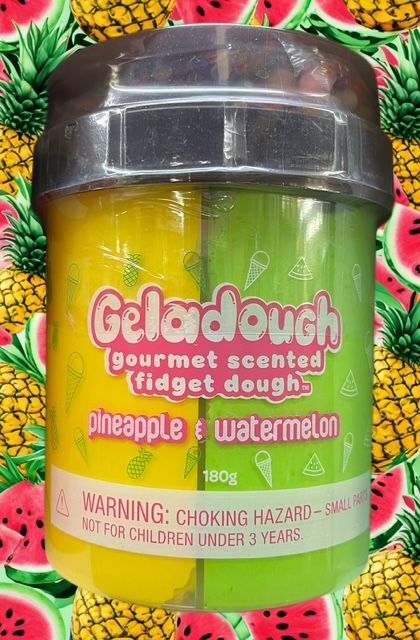 Geladough
gourmet scented
fidget dough™
pineapple & watermelon
180g
WARNING: CHOKING HAZARD – SMALL PARTS
NOT FOR CHILDREN UNDER 3 YEARS.